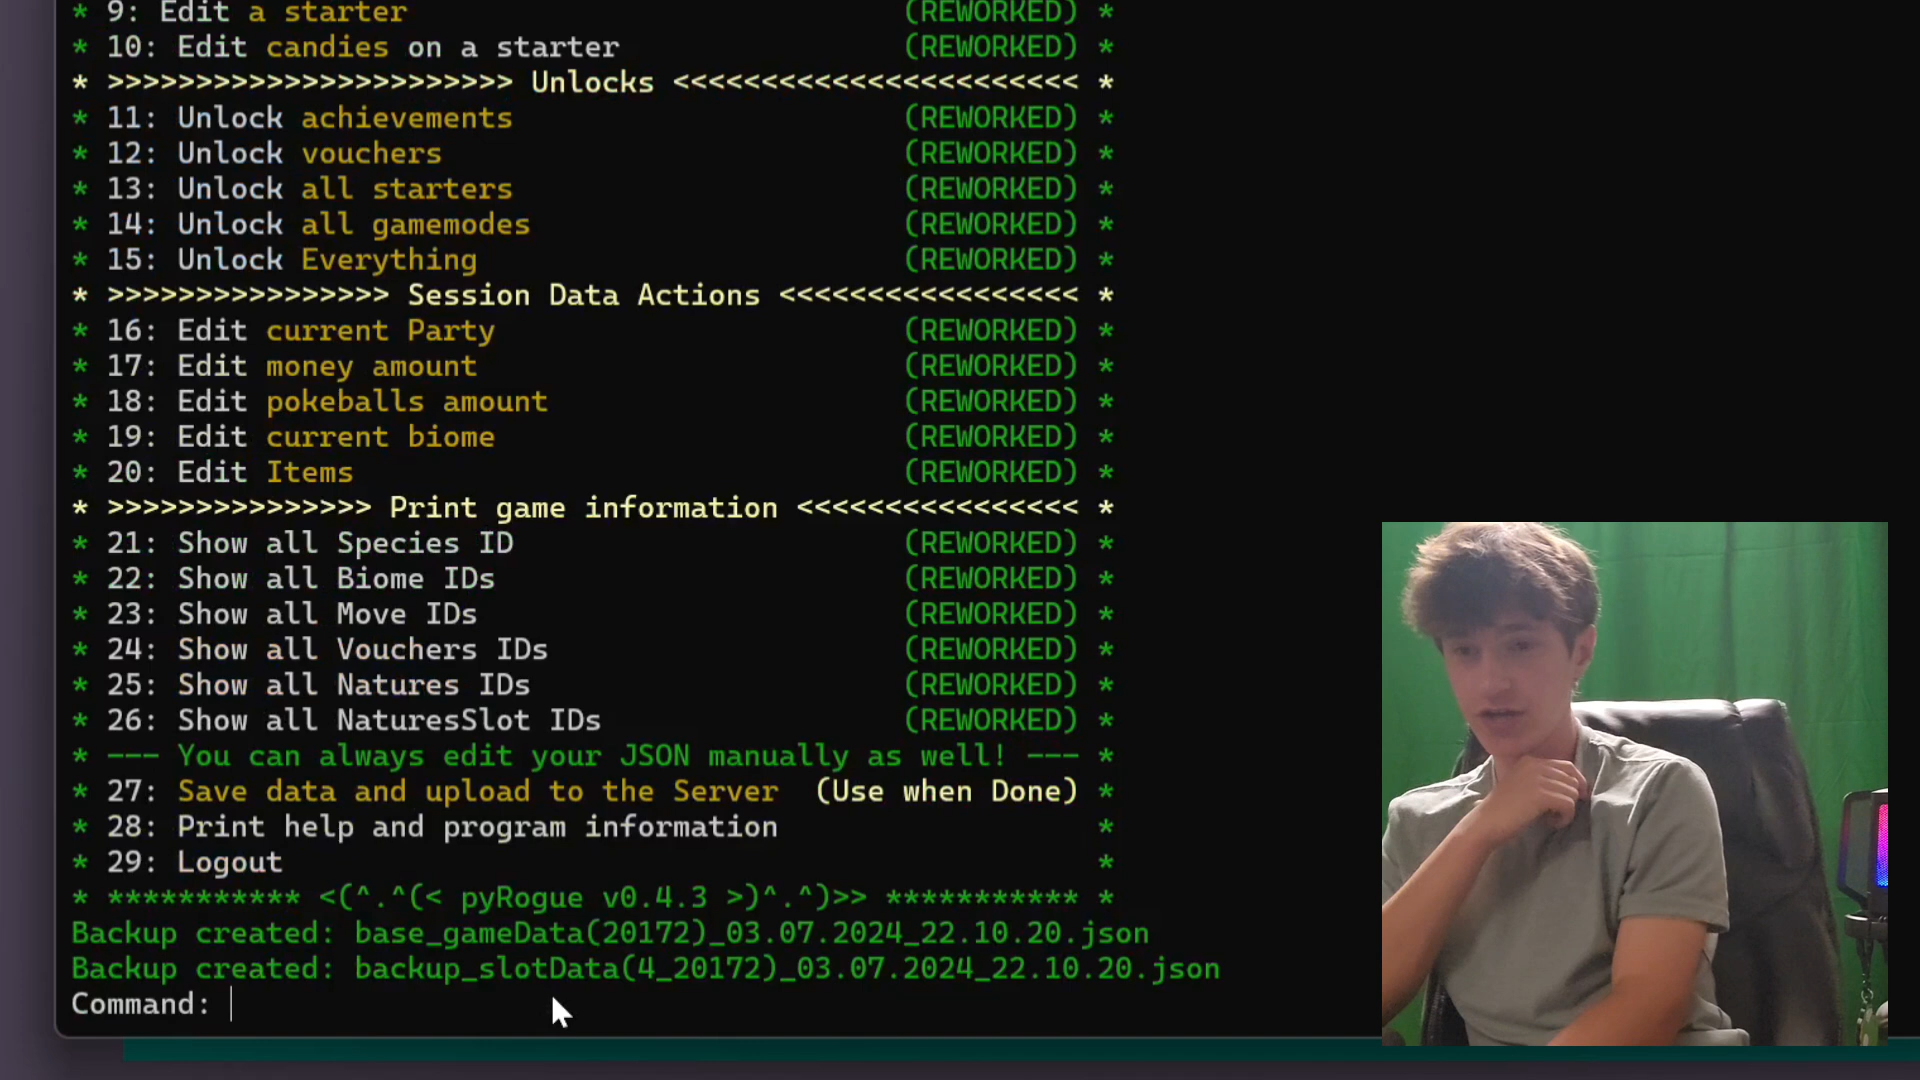 * 9: Edit a starter (REWORKED) *
* 10: Edit candies on a starter (REWORKED) *
* >>>>>>>>>>>>>>>>>>>>>>> Unlocks <<<<<<<<<<<<<<<<<<<<<<< *
* 11: Unlock achievements (REWORKED) *
* 12: Unlock vouchers (REWORKED) *
* 13: Unlock all starters (REWORKED) *
* 14: Unlock all gamemodes (REWORKED) *
* 15: Unlock Everything (REWORKED) *
* >>>>>>>>>>>>>>>> Session Data Actions <<<<<<<<<<<<<<<<< *
* 16: Edit current Party (REWORKED) *
* 17: Edit money amount (REWORKED) *
* 18: Edit pokeballs amount (REWORKED) *
* 19: Edit current biome (REWORKED) *
* 20: Edit Items (REWORKED) *
* >>>>>>>>>>>>>>> Print game information <<<<<<<<<<<<<<<< *
* 21: Show all Species ID (REWORKED) *
* 22: Show all Biome IDs (REWORKED) *
* 23: Show all Move IDs (REWORKED) *
* 24: Show all Vouchers IDs (REWORKED) *
* 25: Show all Natures IDs (REWORKED) *
* 26: Show all NaturesSlot IDs (REWORKED) *
* --- You can always edit your JSON manually as well! --- *
* 27: Save data and upload to the Server (Use when Done) *
* 28: Print help and program information *
* 29: Logout *
* *********** <(^.^(< pyRogue v0.4.3 >)^.^)>> *********** *
Backup created: base_gameData(20172)_03.07.2024_22.10.20.json
Backup created: backup_slotData(4_20172)_03.07.2024_22.10.20.json
Command: